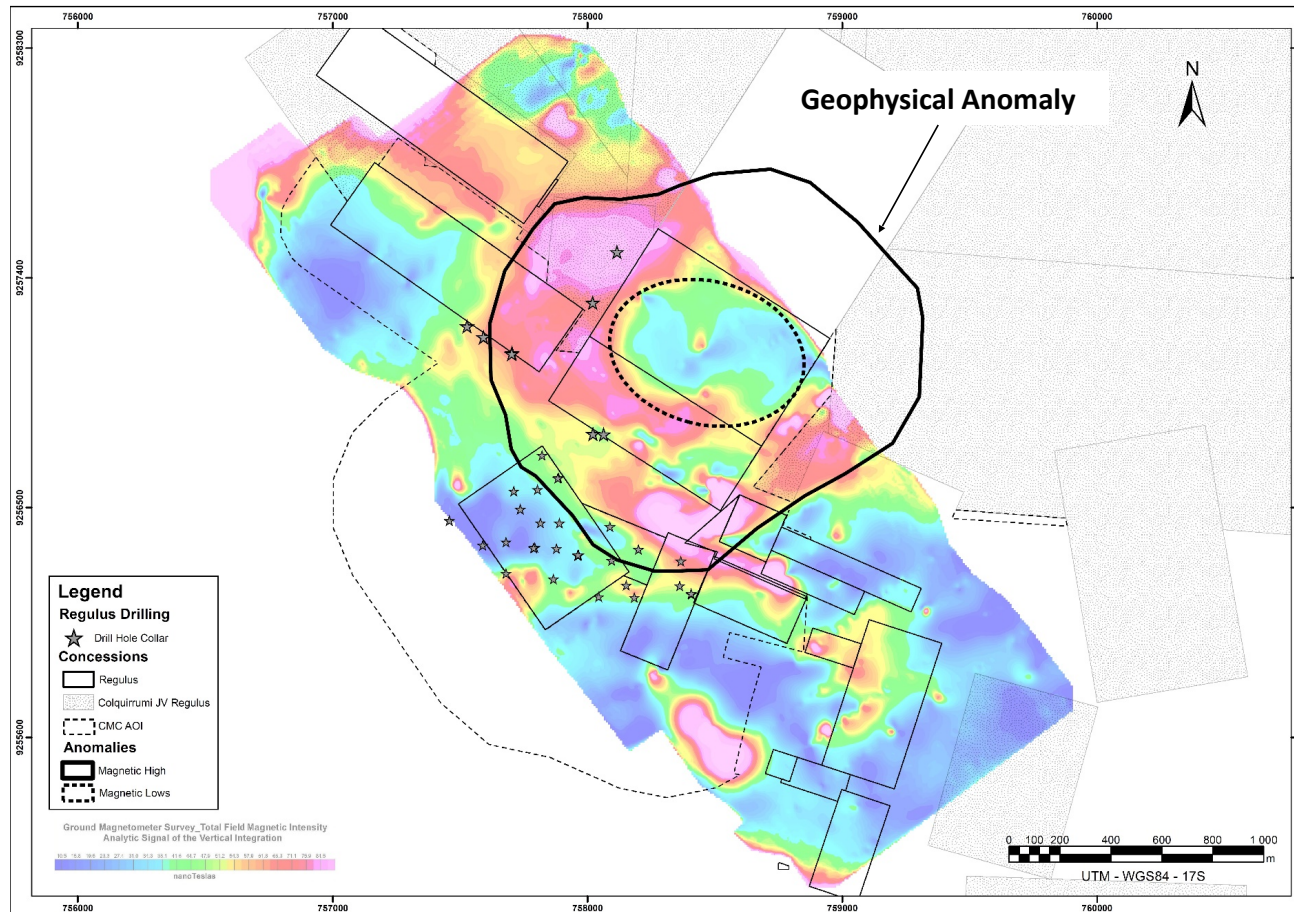 756000 757000 758000 759000 760000
9258300
N
Geophysical Anomaly
9257400
9256500
Legend
Regulus Drilling
Drill Hole Collar
Concessions
Regulus
Colquirrumi JV Regulus
CMC AOI
Anomalies
Magnetic High
Magnetic Lows
9255600
Ground Magnetometer Survey_Total Field Magnetic Intensity
Analytic Signal of the Vertical Integration
nanoTeslas
0 100 200 400 600 800 1 000
m
UTM - WGS84 - 17S
756000 757000 758000 759000 760000